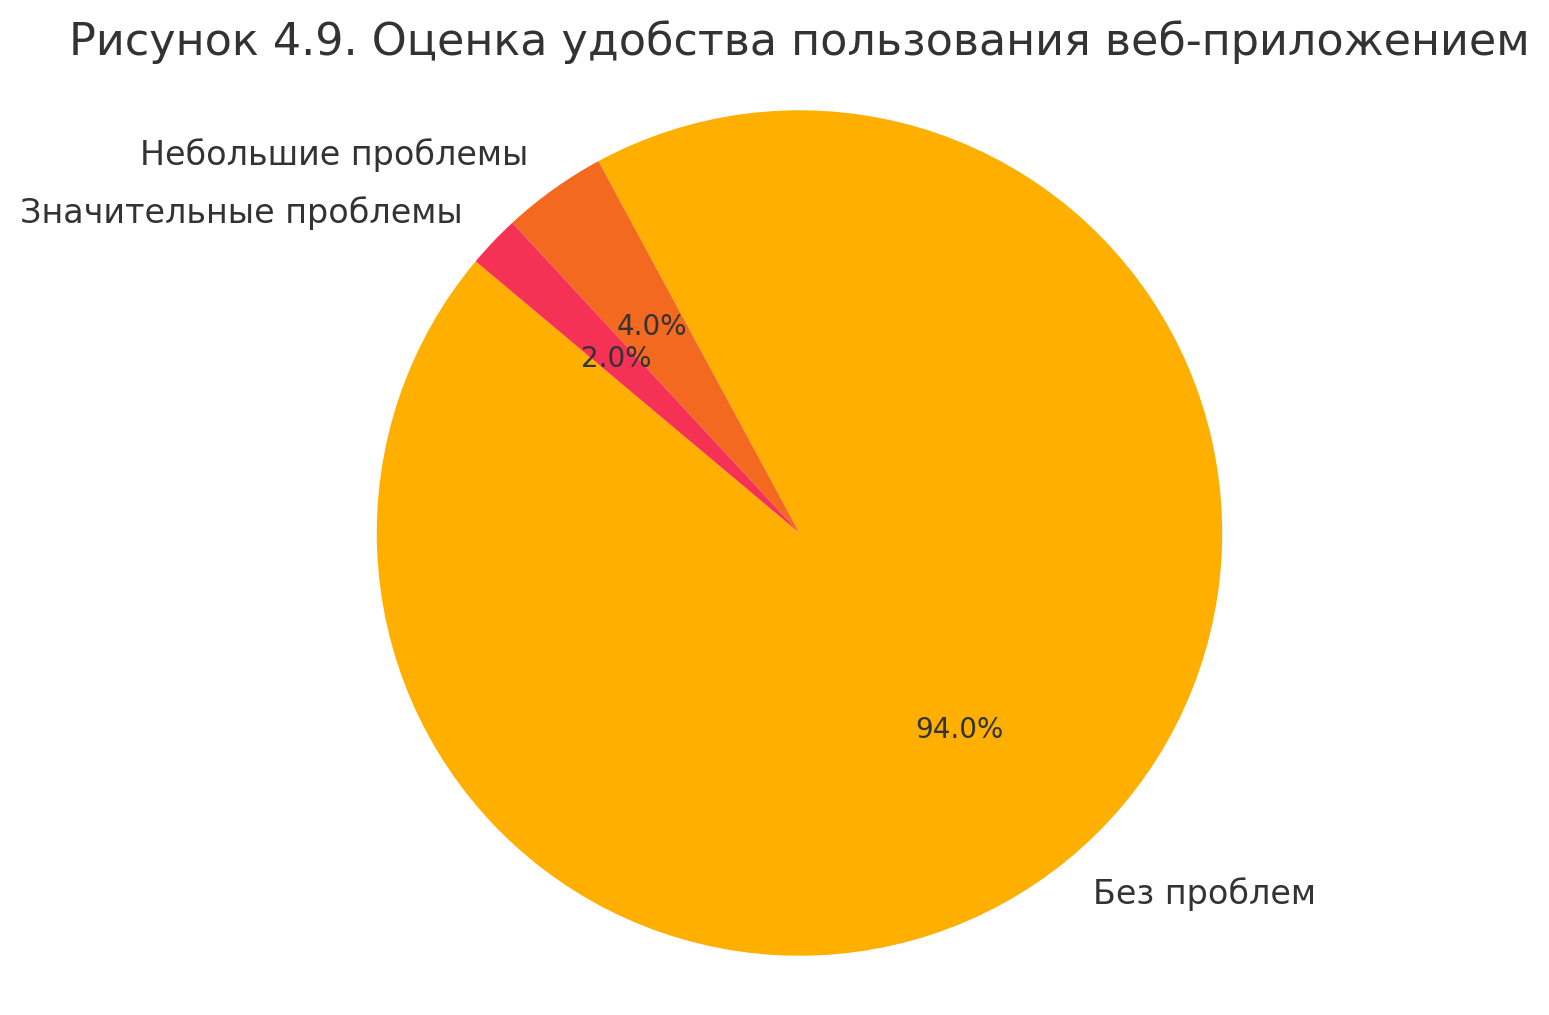 Рисунок 4.9. Оценка удобства пользования веб-приложением
Небольшие проблемы
Значительные проблемы
4.0%
2.0%
94.0%
Без проблем